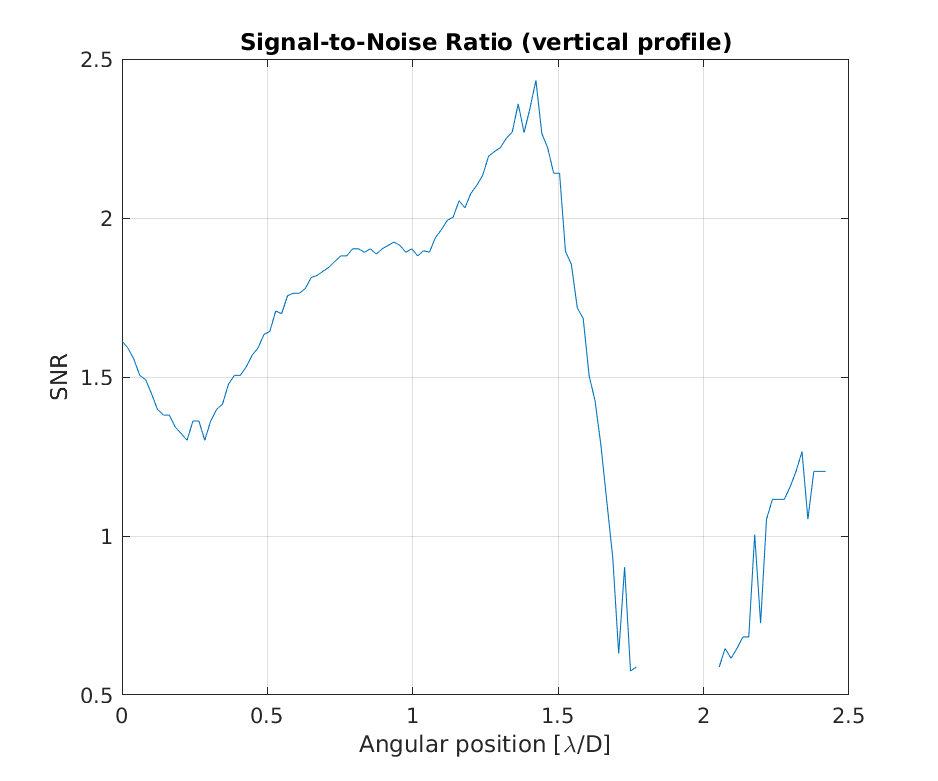 Signal-to-Noise Ratio (vertical profile)
2.5
2
1.5
1
0.5
SNR
0 0.5 1 1.5 2 2.5
Angular position [λ/D]